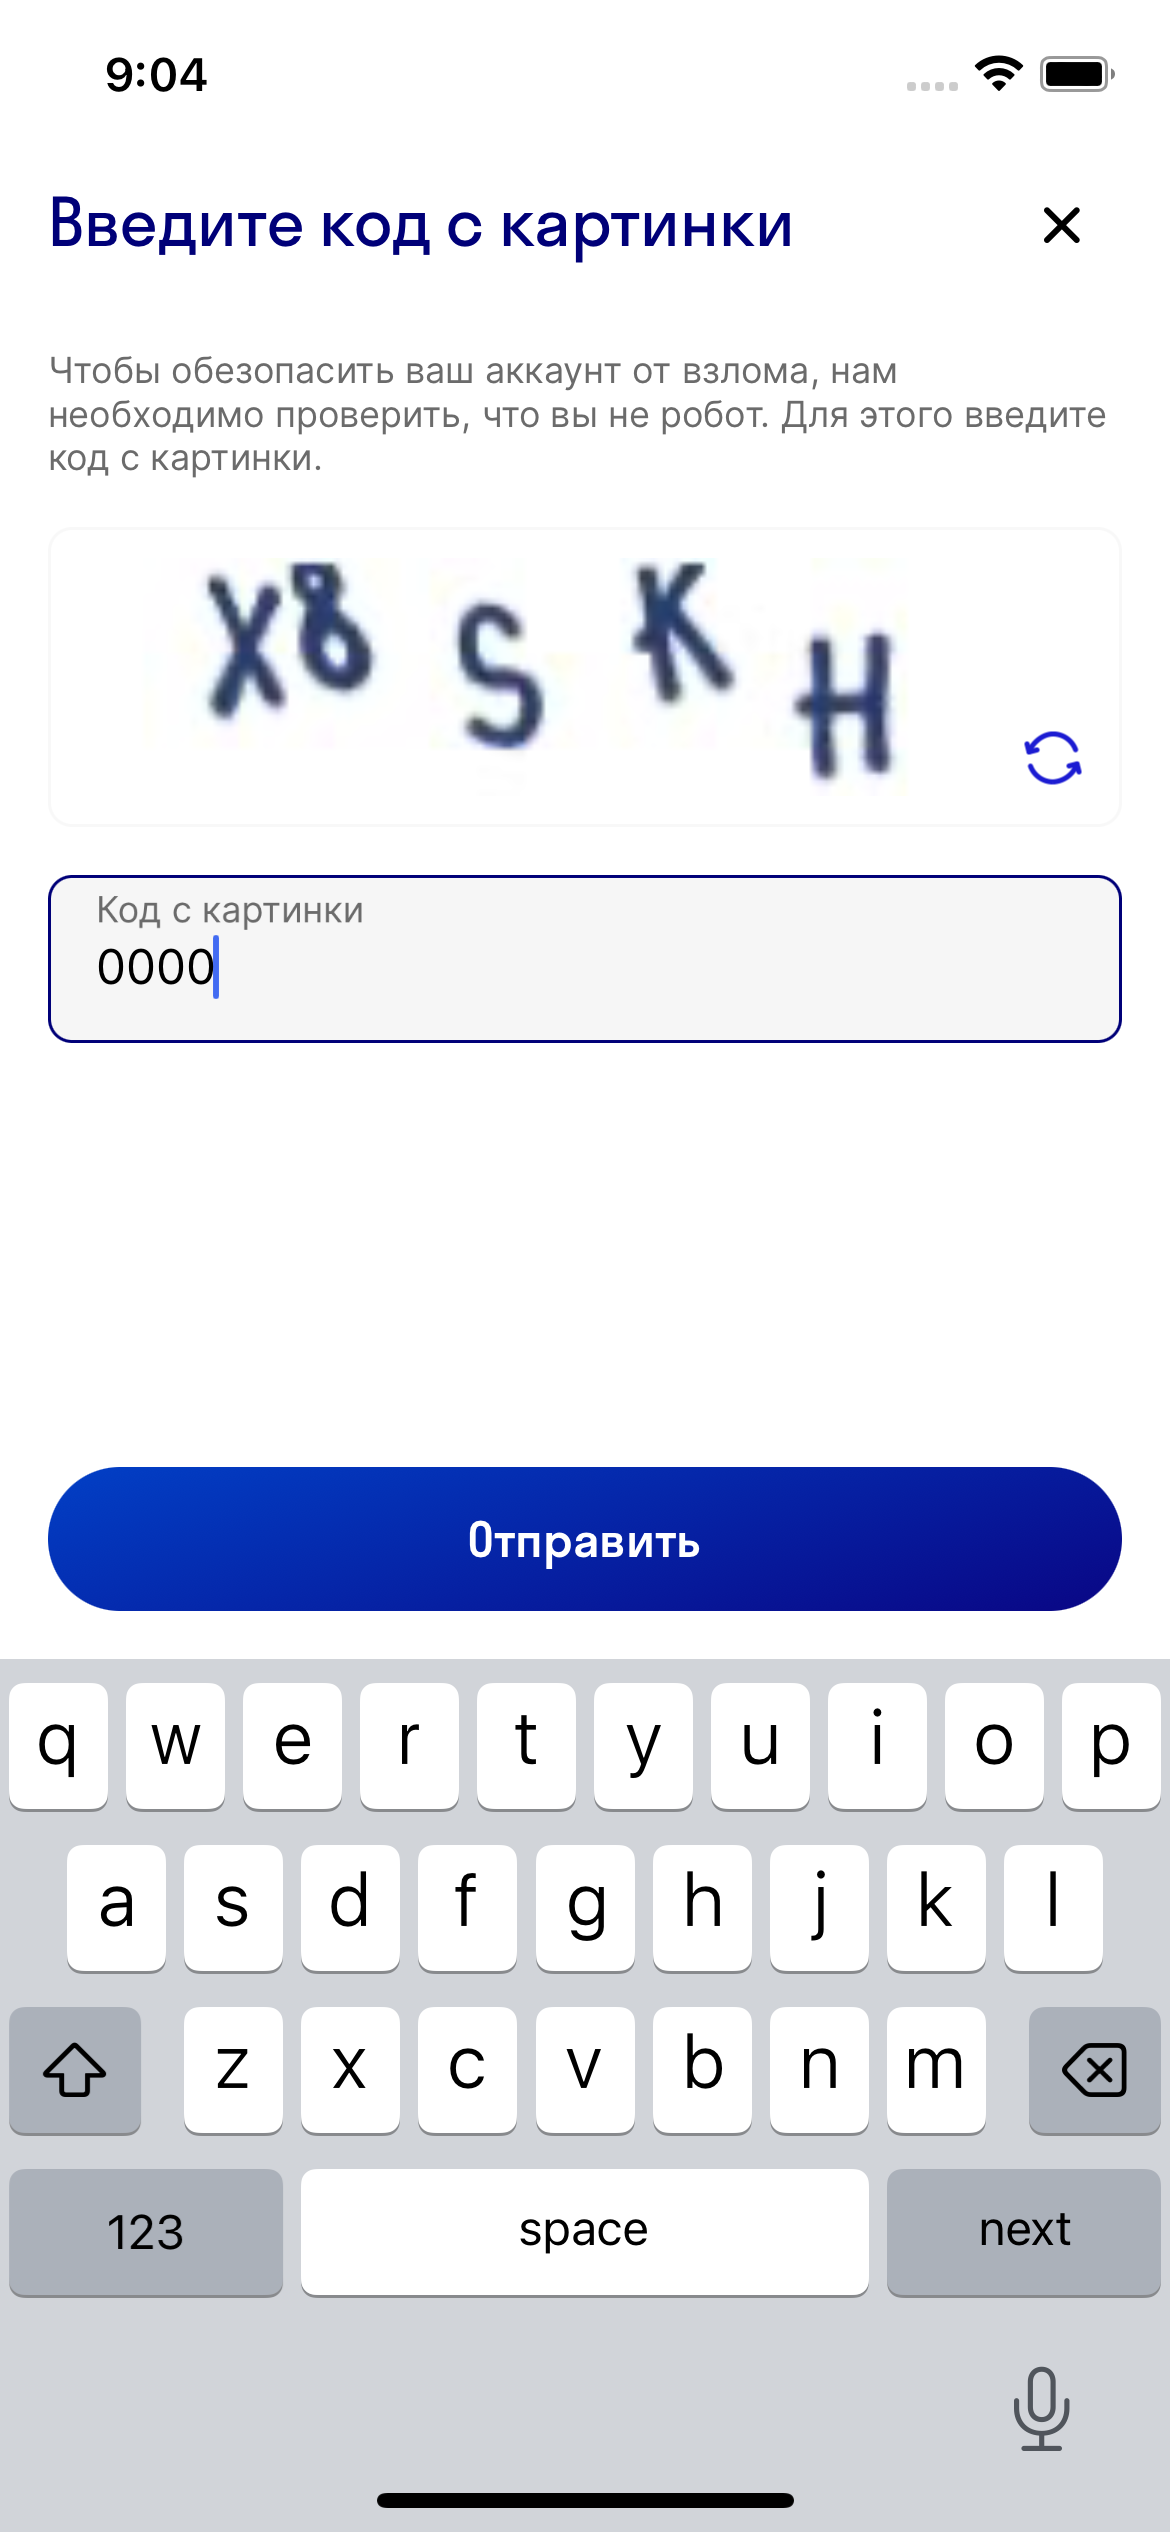 9:04
Введите код с картинки
Чтобы обезопасить ваш аккаунт от взлома, нам
необходимо проверить, что вы не робот. Для этого введите
код с картинки.
X8SKH
Код с картинки
0000
Отправить
q w e r t y u i o p
a s d f g h j k l
z x c v b n m
123 space next